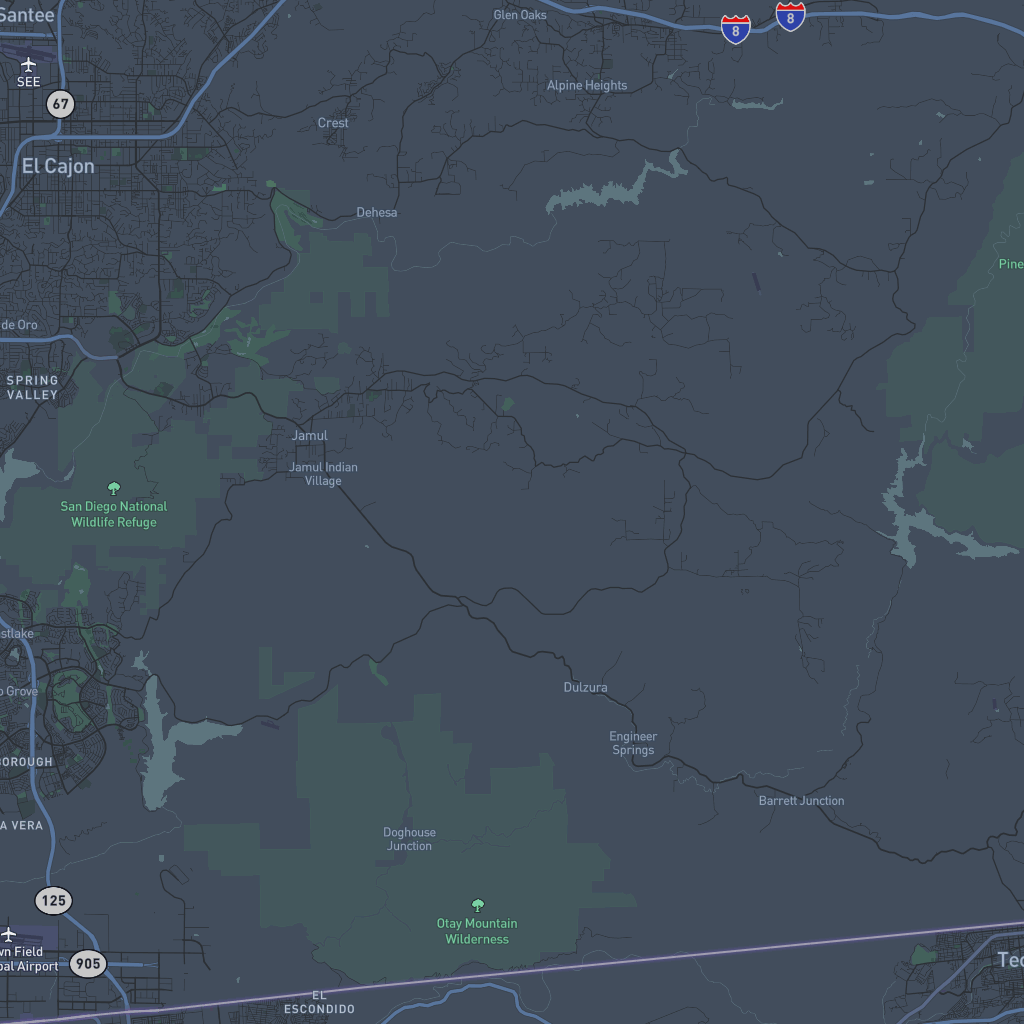 Santee
Glen Oaks
8
8
SEE
67
Alpine Heights
Crest
El Cajon
Dehesa
Pine
de Oro
SPRING
VALLEY
Jamul
Jamul Indian
Village
San Diego National
Wildlife Refuge
stlake
o Grove
Dulzura
Engineer
Springs
BOROUGH
Barrett Junction
A VERA
Doghouse
Junction
125
Otay Mountain
Wilderness
wn Field
pal Airport
905
Tec
EL
ESCONDIDO